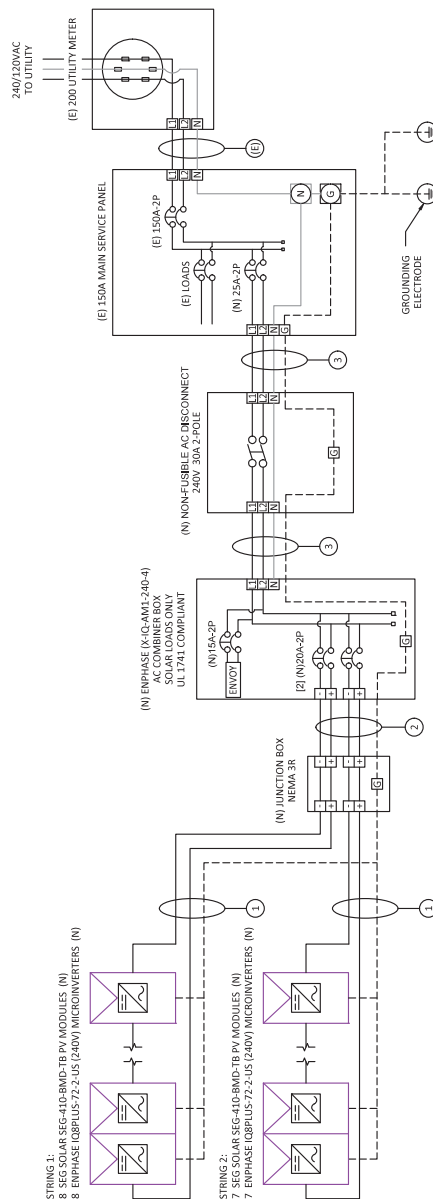 STRING 1:
8 SEG SOLAR SEG-410-BMD-TB PV MODULES (N)
8 ENPHASE IQ8PLUS-72-2-US (240V) MICROINVERTERS (N)
1
STRING 2:
7 SEG SOLAR SEG-410-BMD-TB PV MODULES (N)
7 ENPHASE IQ8PLUS-72-2-US (240V) MICROINVERTERS (N)
1
(N) JUNCTION BOX
NEMA 3R
-
+
-
+
-
+
-
+
G
2
(N) ENPHASE (X-IQ-AM1-240-4)
AC COMBINER BOX
SOLAR LOADS ONLY
UL 1741 COMPLIANT
(N)15A-2P
ENVOY
[2] (N)20A-2P
-
+
-
+
L1
L2
N
G
3
(N) NON-FUSIBLE AC DISCONNECT
240V 30A 2-POLE
L1
L2
N
L1
L2
N
G
3
(E) 150A MAIN SERVICE PANEL
(E) 150A-2P
(E) LOADS
(N) 25A-2P
L1
L2
N
G
L1
L2
N
N
G
GROUNDING
ELECTRODE
(E)
(E) 200 UTILITY METER
L1
L2
N
240/120VAC
TO UTILITY